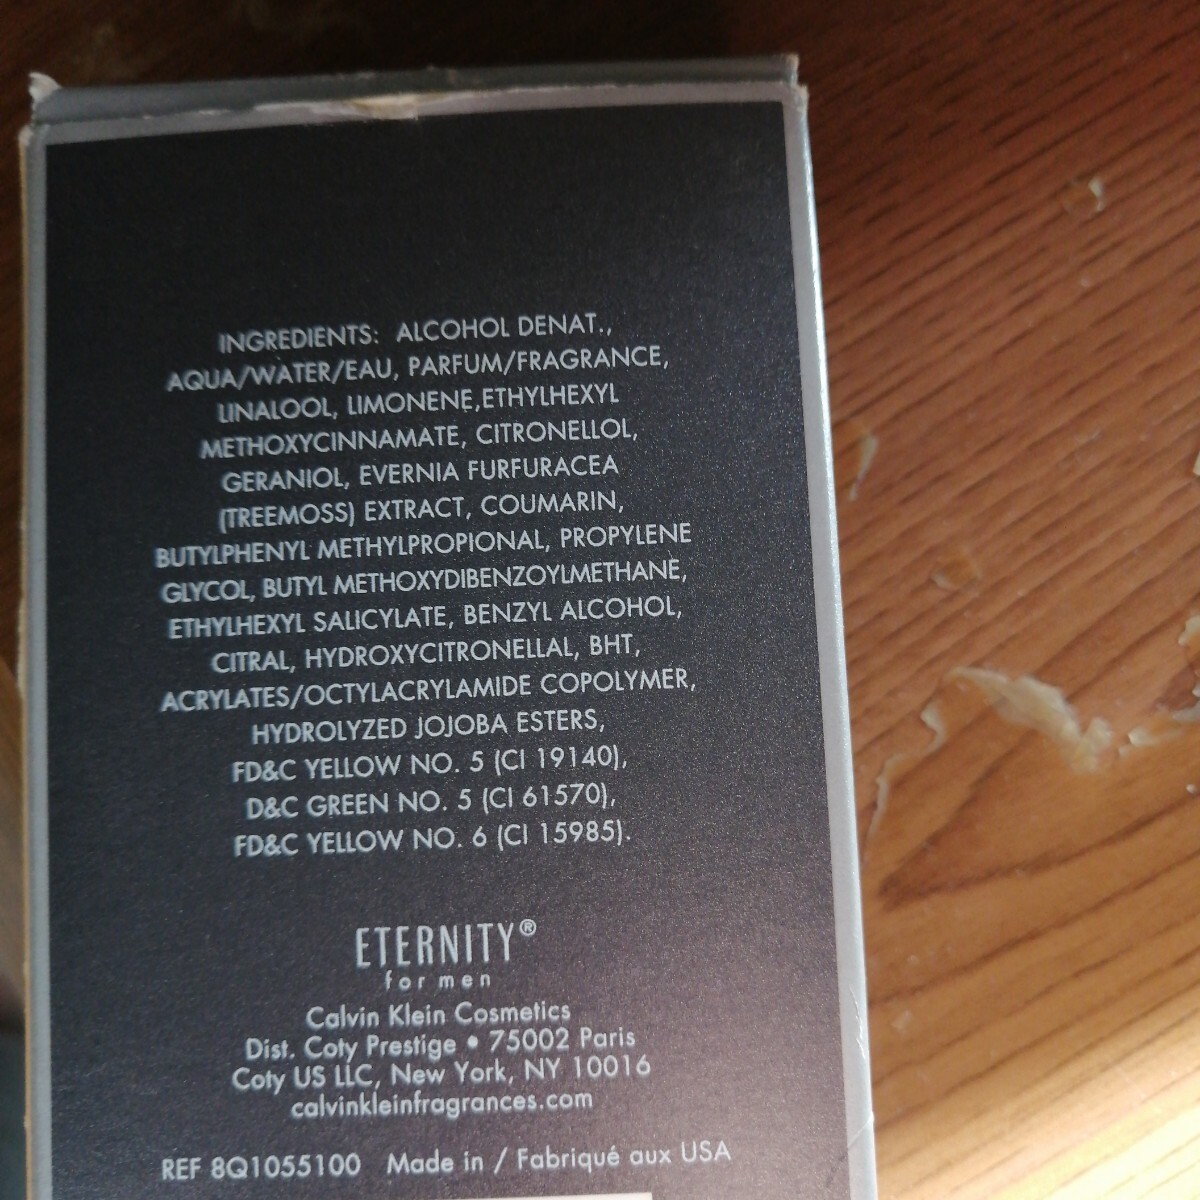 INGREDIENTS: ALCOHOL DENAT.,
AQUA/WATER/EAU, PARFUM/FRAGRANCE,
LINALOOL, LIMONENE,ETHYLHEXYL
METHOXYCINNAMATE, CITRONELLOL,
GERANIOL, EVERNIA FURFURACEA
(TREEMOSS) EXTRACT, COUMARIN,
BUTYLPHENYL METHYLPROPIONAL, PROPYLENE
GLYCOL, BUTYL METHOXYDIBENZOYLMETHANE,
ETHYLHEXYL SALICYLATE, BENZYL ALCOHOL,
CITRAL, HYDROXYCITRONELLAL, BHT,
ACRYLATES/OCTYLACRYLAMIDE COPOLYMER,
HYDROLYZED JOJOBA ESTERS,
FD&C YELLOW NO. 5 (CI 19140),
D&C GREEN NO. 5 (CI 61570),
FD&C YELLOW NO. 6 (CI 15985).
ETERNITY®
for men
Calvin Klein Cosmetics
Dist. Coty Prestige • 75002 Paris
Coty US LLC, New York, NY 10016
calvinkleinfragrances.com
REF 8Q1055100 Made in / Fabriqué aux USA